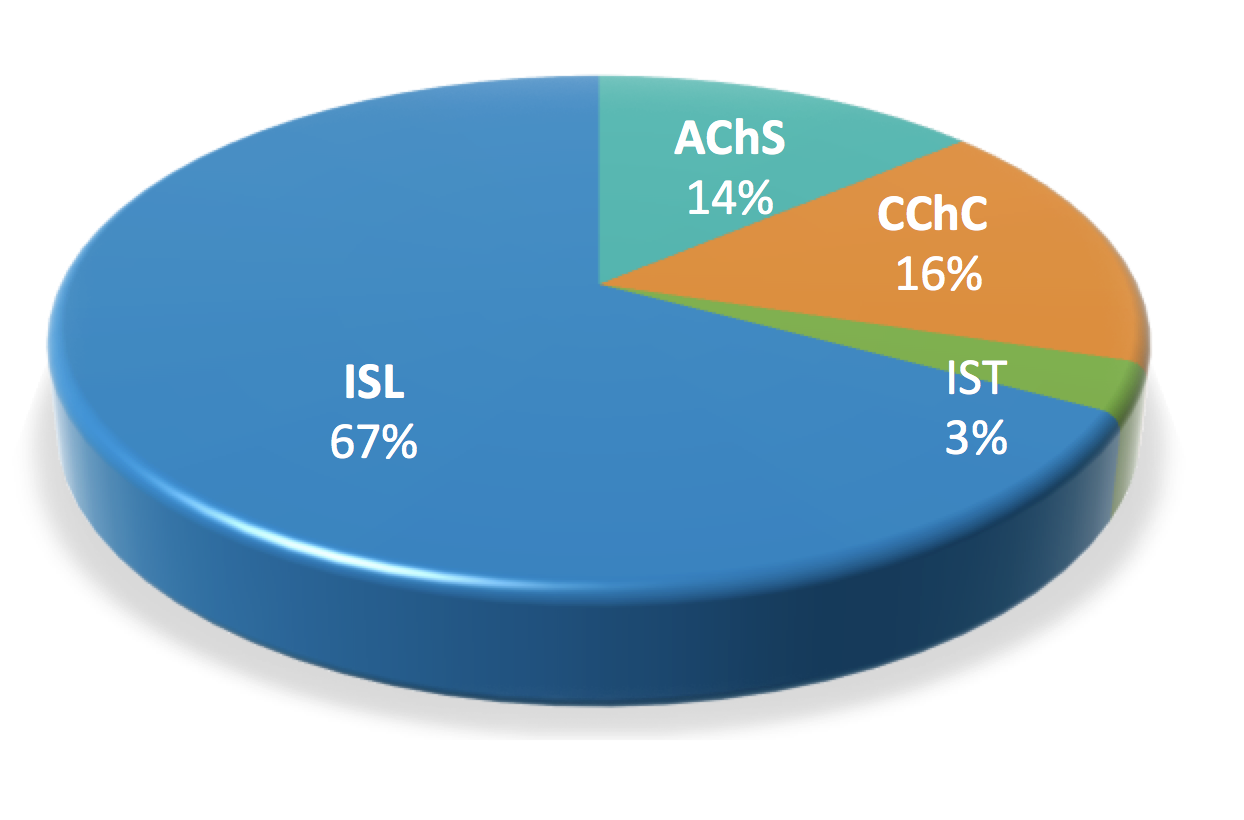 AChS
14%
CChC
16%
IST
3%
ISL
67%